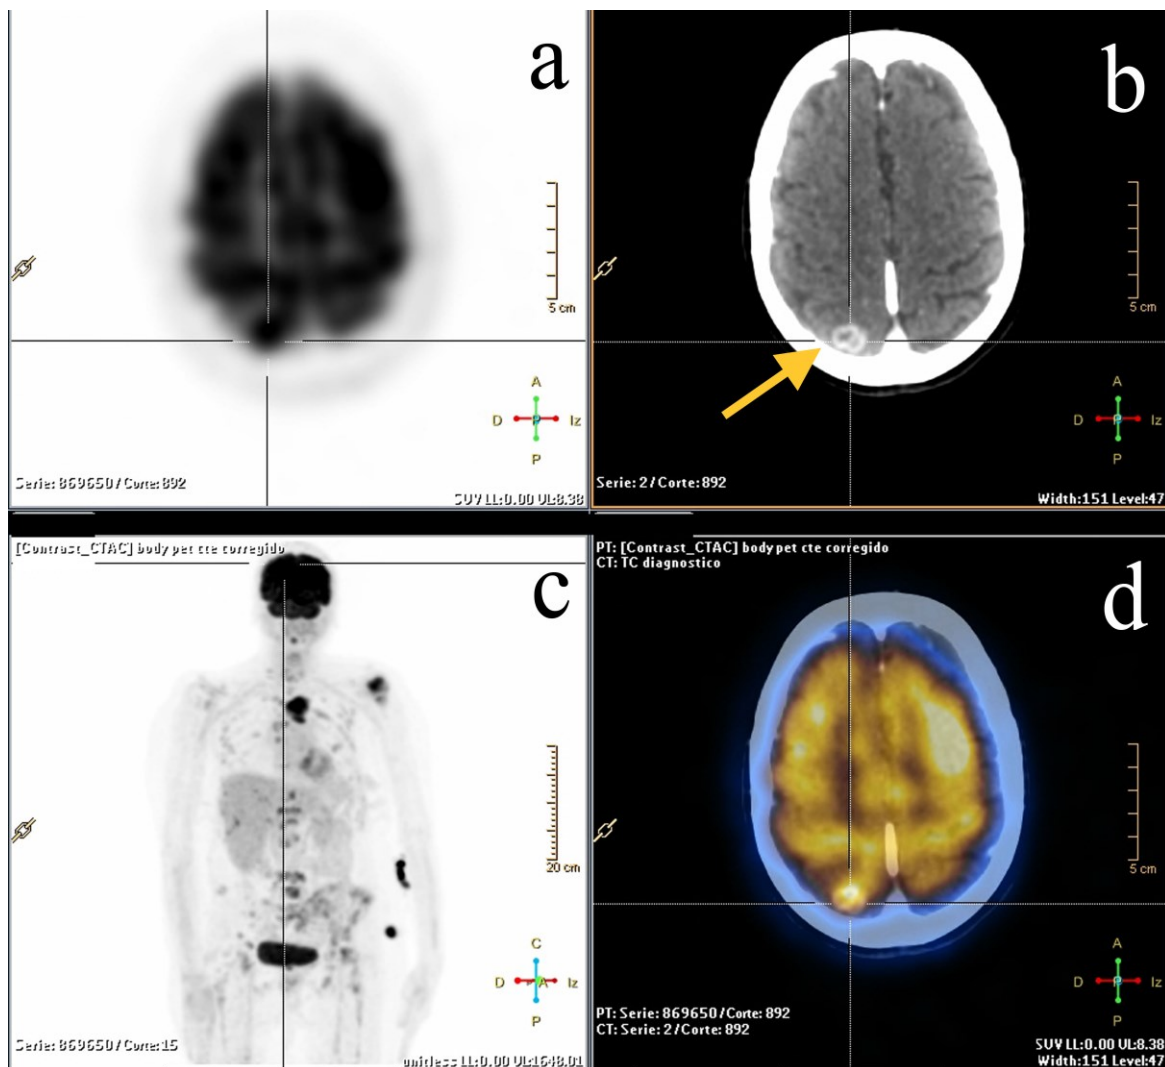 a
5 cm
A
D P Iz
P
Serie: 869650 / Corte: 892
SUV LL:0.00 UL:8.38
b
5 cm
A
D P Iz
P
Serie: 2 / Corte: 892
Width:151 Level:47
[Contrast_CTAC] body pet cte corregido
c
20 cm
C
D A Iz
P
Serie: 869650 / Corte: 15
unitless LL:0.00 UL:1648.01
PT: [Contrast_CTAC] body pet cte corregido
CT: TC diagnostico
d
5 cm
A
D P Iz
P
PT: Serie: 869650 / Corte: 892
CT: Serie: 2 / Corte: 892
SUV LL:0.00 UL:8.38
Width:151 Level:47